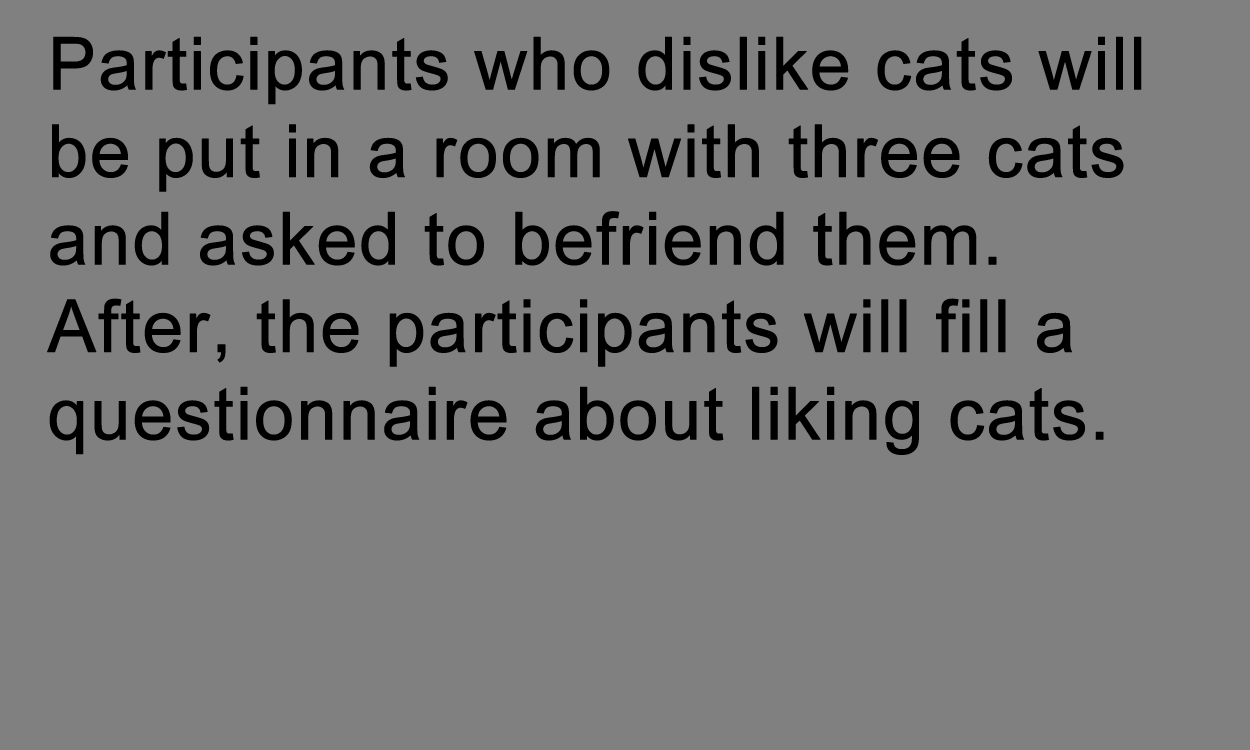 Participants who dislike cats will
be put in a room with three cats
and asked to befriend them.
After, the participants will fill a
questionnaire about liking cats.